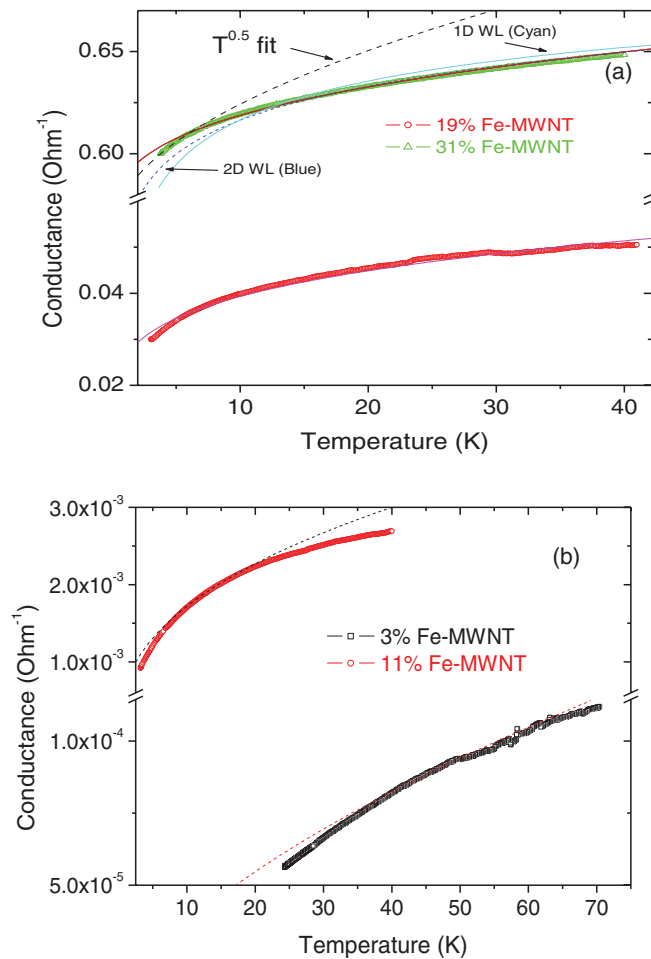 T^0.5 fit
1D WL (Cyan)
(a)
19% Fe-MWNT
31% Fe-MWNT
2D WL (Blue)
0.65
0.60
0.04
0.02
Conductance (Ohm^-1)
10
20
30
40
Temperature (K)
(b)
3% Fe-MWNT
11% Fe-MWNT
3.0x10^-3
2.0x10^-3
1.0x10^-3
1.0x10^-4
5.0x10^-5
Conductance (Ohm^-1)
10
20
30
40
50
60
70
Temperature (K)